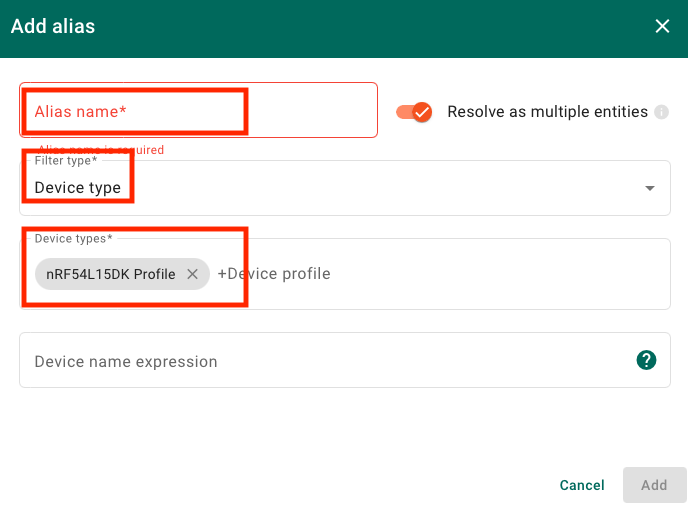 Add alias
Alias name*
Resolve as multiple entities
Alias name is required
Filter type*
Device type
Device types*
nRF54L15DK Profile
+Device profile
Device name expression
?
Cancel
Add